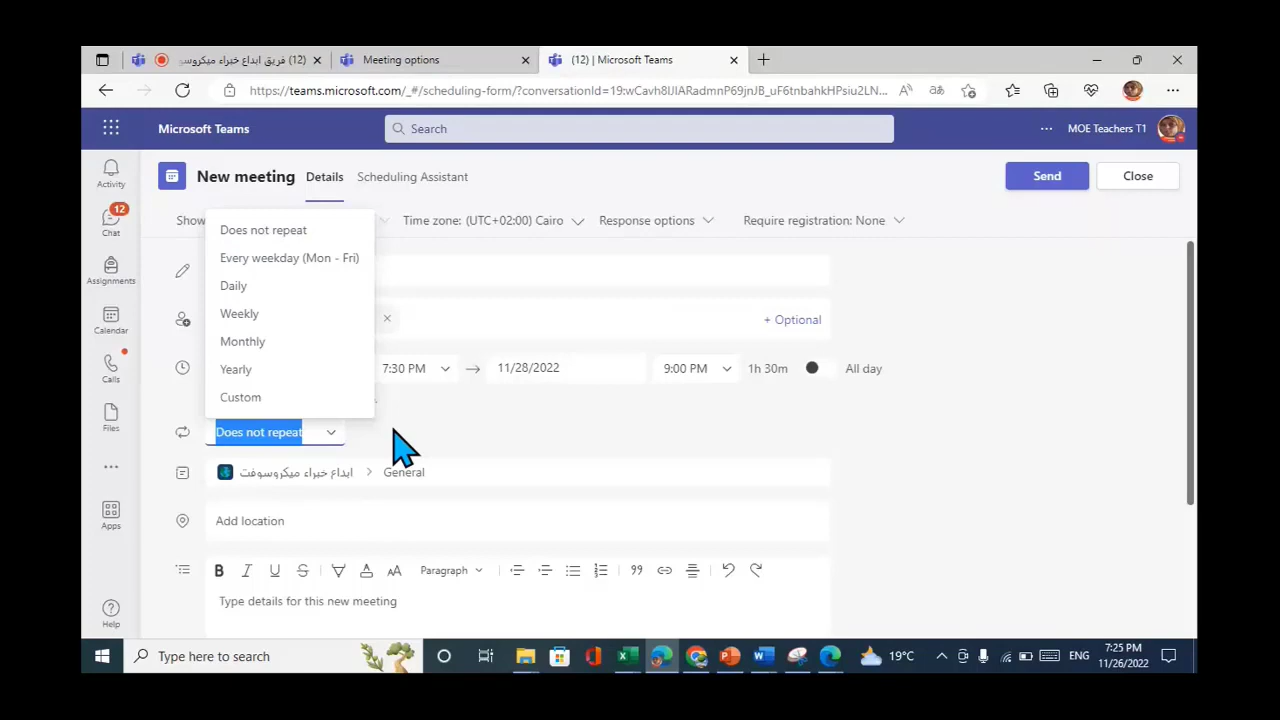 (12) فريق ابداع خبراء ميكروسو
Meeting options
(12) | Microsoft Teams
https://teams.microsoft.com/_#/scheduling-form/?conversationId=19:wCavh8IJIARadmnP69jnJB_uF6tnbahkHPsiu2LN...
Microsoft Teams
Search
MOE Teachers T1
Activity
12
Chat
Assignments
Calendar
Calls
Files
Apps
Help
New meeting
Details
Scheduling Assistant
Send
Close
Show
Time zone: (UTC+02:00) Cairo
Response options
Require registration: None
Does not repeat
Every weekday (Mon - Fri)
Daily
Weekly
Monthly
Yearly
Custom
+ Optional
7:30 PM
11/28/2022
9:00 PM
1h 30m
All day
Does not repeat
ابداع خبراء ميكروسوفت
General
Add location
B I U S
AA
Paragraph
Type details for this new meeting
Type here to search
19°C
ENG
7:25 PM
11/26/2022